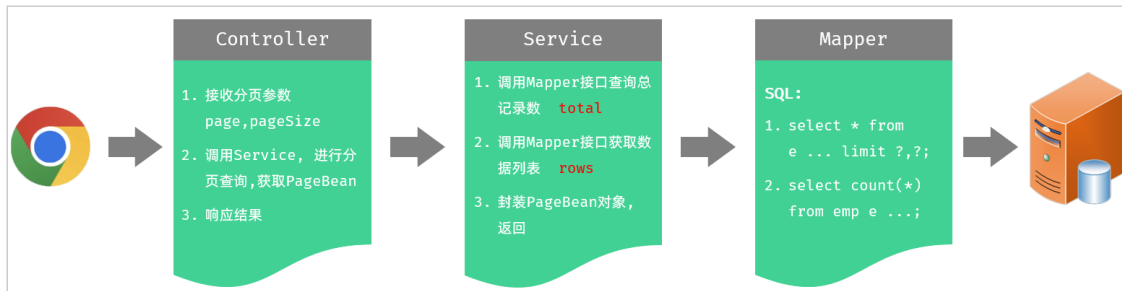 Controller
1. 接收分页参数
page,pageSize
2. 调用Service, 进行分
页查询,获取PageBean
3. 响应结果
Service
1. 调用Mapper接口查询总
记录数 total
2. 调用Mapper接口获取数
据列表 rows
3. 封装PageBean对象,
返回
Mapper
SQL:
1. select * from
e ... limit ?,?;
2. select count(*)
from emp e ...;